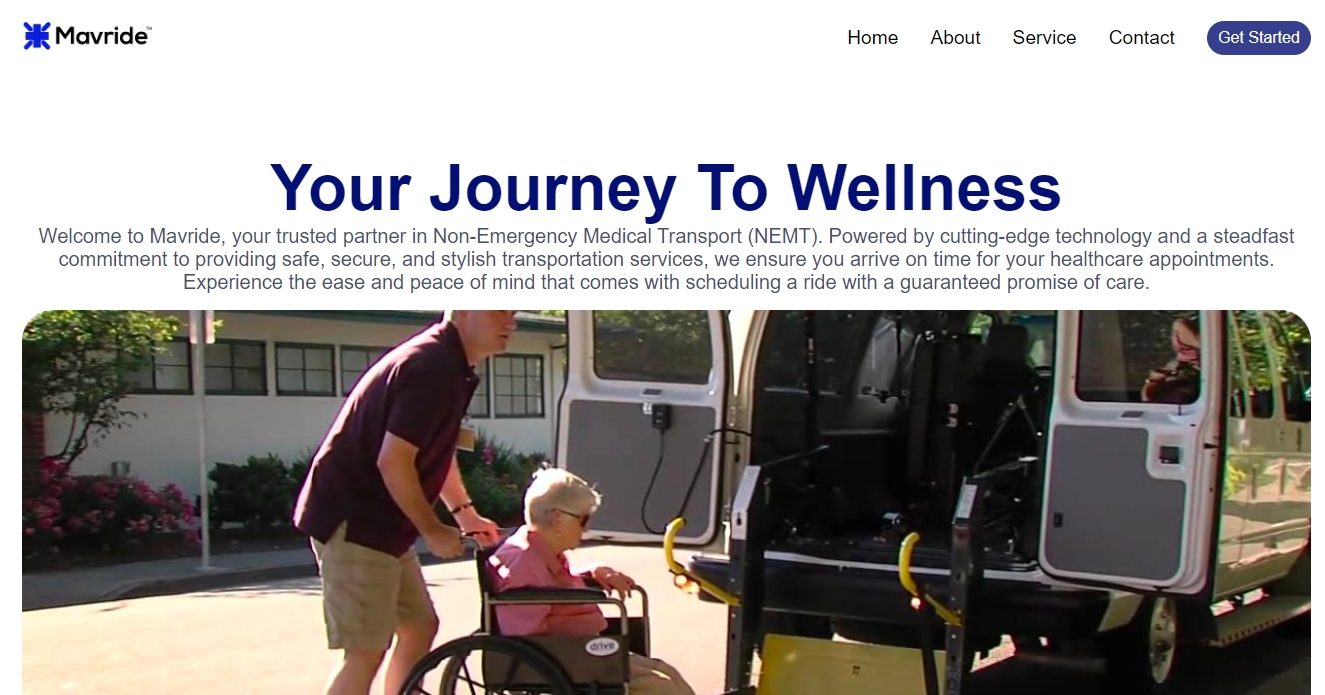 Mavride™
Home About Service Contact Get Started
Your Journey To Wellness
Welcome to Mavride, your trusted partner in Non-Emergency Medical Transport (NEMT). Powered by cutting-edge technology and a steadfast
commitment to providing safe, secure, and stylish transportation services, we ensure you arrive on time for your healthcare appointments.
Experience the ease and peace of mind that comes with scheduling a ride with a guaranteed promise of care.
drive